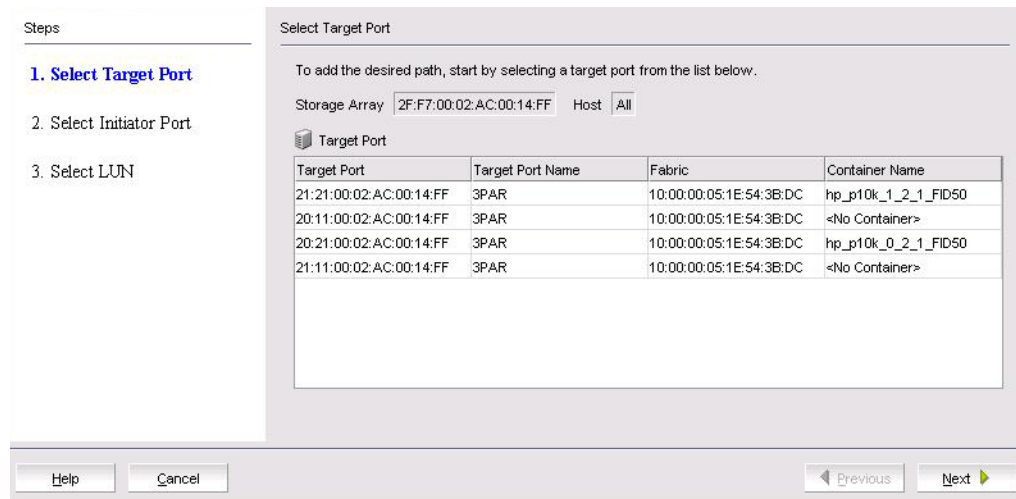 Steps
1. Select Target Port
2. Select Initiator Port
3. Select LUN
Select Target Port
To add the desired path, start by selecting a target port from the list below.
Storage Array 2F:F7:00:02:AC:00:14:FF Host All
Target Port
Target Port Target Port Name Fabric Container Name
21:21:00:02:AC:00:14:FF 3PAR 10:00:00:05:1E:54:3B:DC hp_p10k_1_2_1_FID50
20:11:00:02:AC:00:14:FF 3PAR 10:00:00:05:1E:54:3B:DC <No Container>
20:21:00:02:AC:00:14:FF 3PAR 10:00:00:05:1E:54:3B:DC hp_p10k_0_2_1_FID50
21:11:00:02:AC:00:14:FF 3PAR 10:00:00:05:1E:54:3B:DC <No Container>
Help Cancel Previous Next